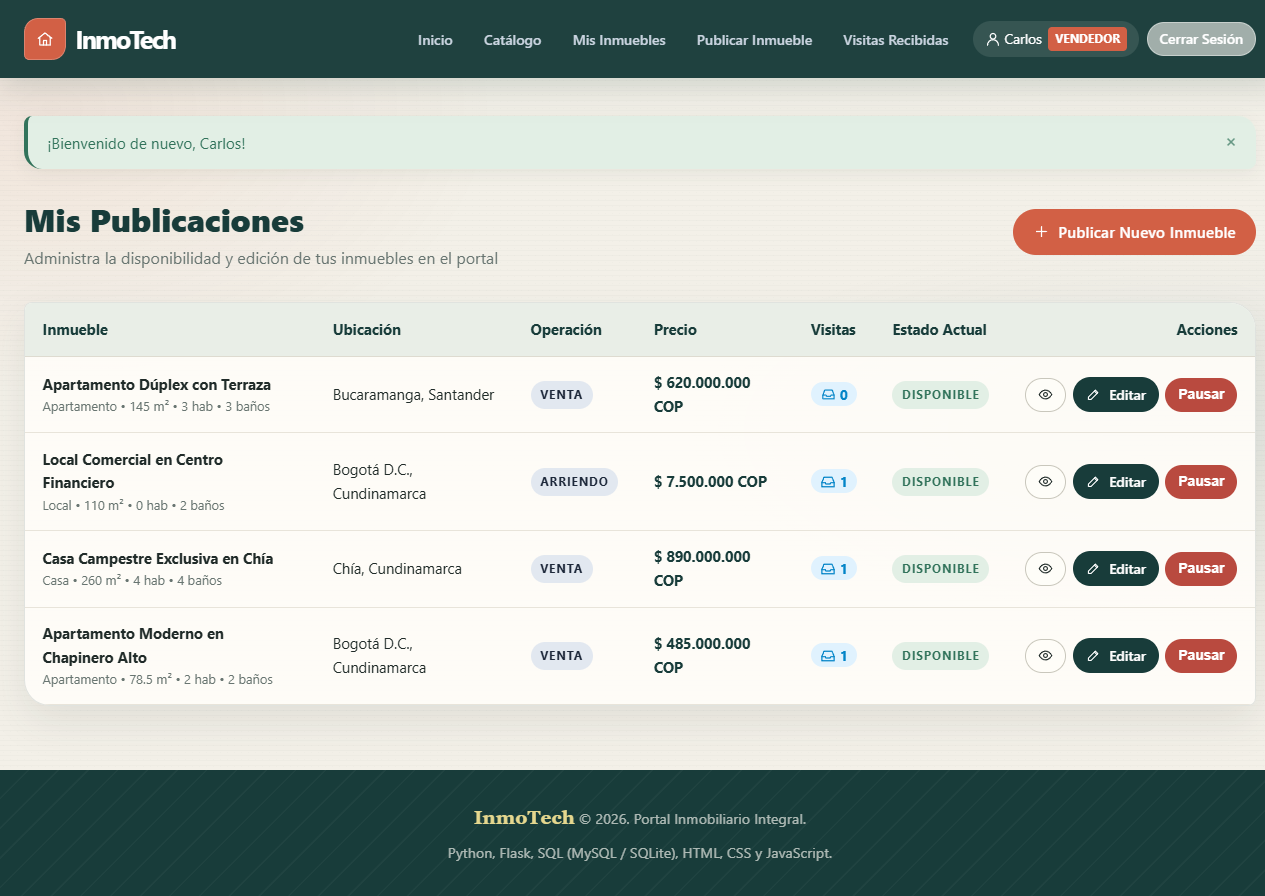 InmoTech
Inicio Catálogo Mis Inmuebles Publicar Inmueble Visitas Recibidas Carlos VENDEDOR Cerrar Sesión
¡Bienvenido de nuevo, Carlos! ×
Mis Publicaciones
Administra la disponibilidad y edición de tus inmuebles en el portal
+ Publicar Nuevo Inmueble
Inmueble Ubicación Operación Precio Visitas Estado Actual Acciones
Apartamento Dúplex con Terraza
Apartamento • 145 m² • 3 hab • 3 baños
Bucaramanga, Santander
VENTA
$ 620.000.000
COP
0
DISPONIBLE
Editar
Pausar
Local Comercial en Centro
Financiero
Local • 110 m² • 0 hab • 2 baños
Bogotá D.C.,
Cundinamarca
ARRIENDO
$ 7.500.000 COP
1
DISPONIBLE
Editar
Pausar
Casa Campestre Exclusiva en Chía
Casa • 260 m² • 4 hab • 4 baños
Chía, Cundinamarca
VENTA
$ 890.000.000
COP
1
DISPONIBLE
Editar
Pausar
Apartamento Moderno en
Chapinero Alto
Apartamento • 78.5 m² • 2 hab • 2 baños
Bogotá D.C.,
Cundinamarca
VENTA
$ 485.000.000
COP
1
DISPONIBLE
Editar
Pausar
InmoTech © 2026. Portal Inmobiliario Integral.
Python, Flask, SQL (MySQL / SQLite), HTML, CSS y JavaScript.